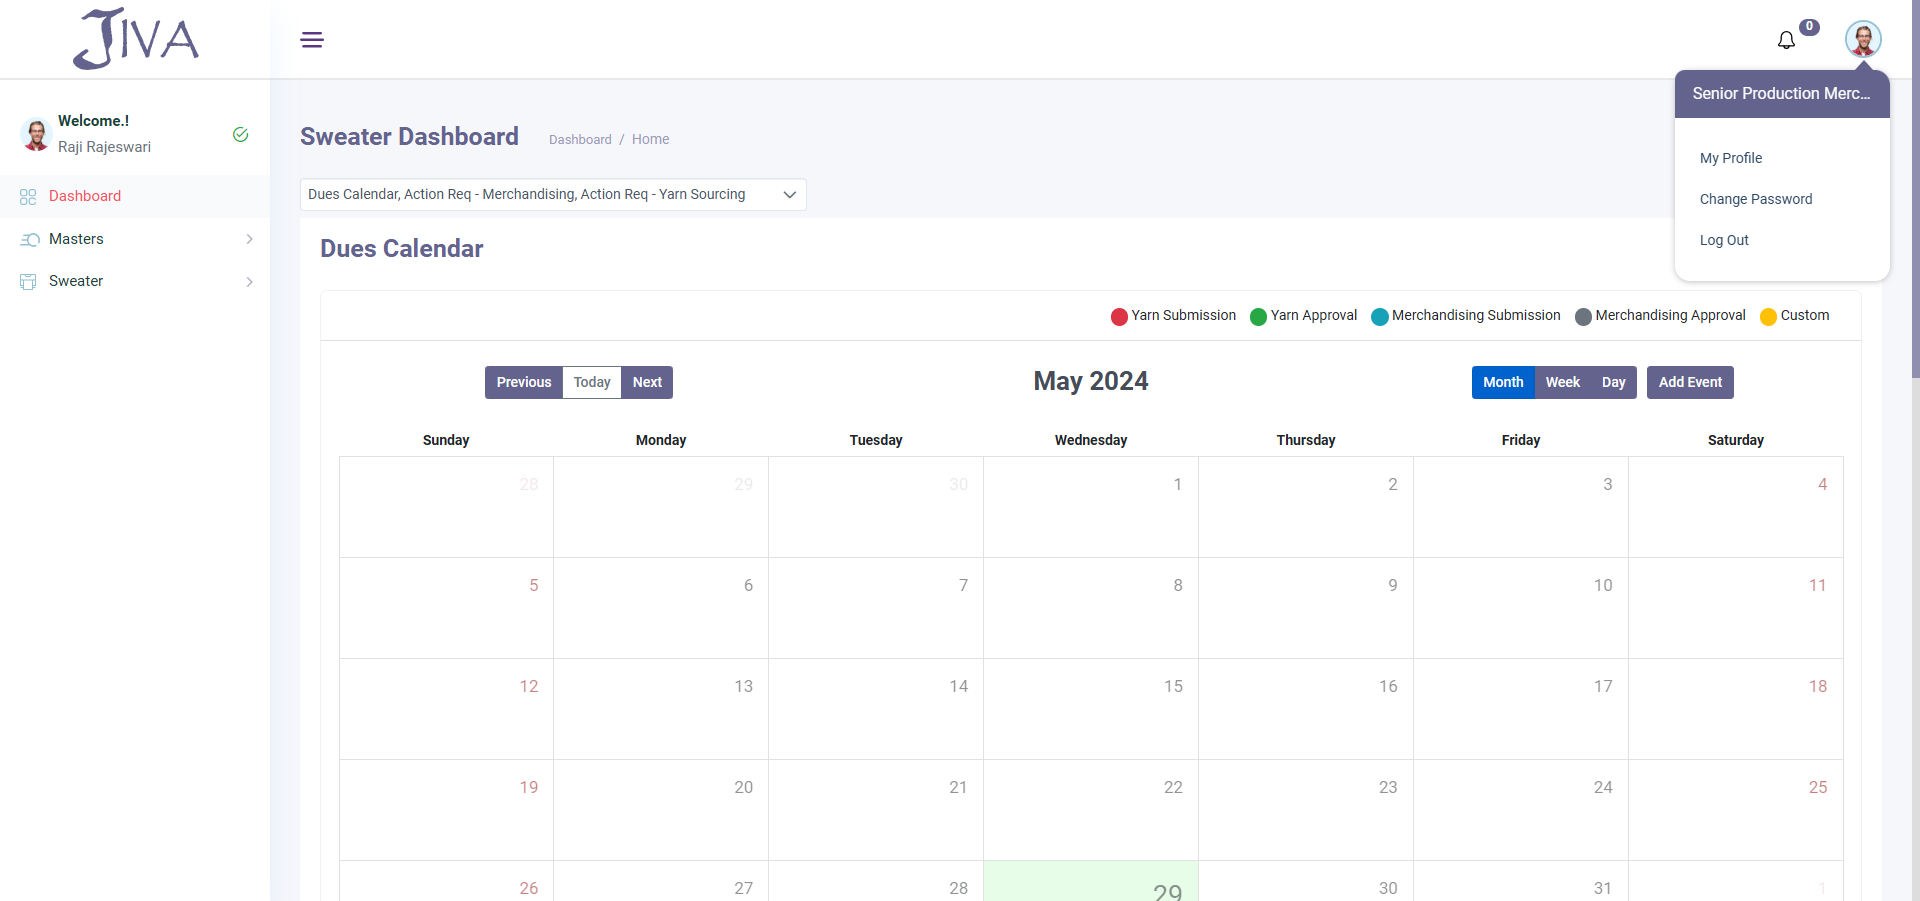 JIVA
0
Senior Production Merc...
My Profile
Change Password
Log Out
Welcome.!
Raji Rajeswari
Dashboard
Masters
Sweater
Sweater Dashboard
Dashboard / Home
Dues Calendar, Action Req - Merchandising, Action Req - Yarn Sourcing
Dues Calendar
Yarn Submission Yarn Approval Merchandising Submission Merchandising Approval Custom
Previous Today Next
May 2024
Month Week Day Add Event
Sunday Monday Tuesday Wednesday Thursday Friday Saturday
28 29 30 1 2 3 4
5 6 7 8 9 10 11
12 13 14 15 16 17 18
19 20 21 22 23 24 25
26 27 28 29 30 31 1